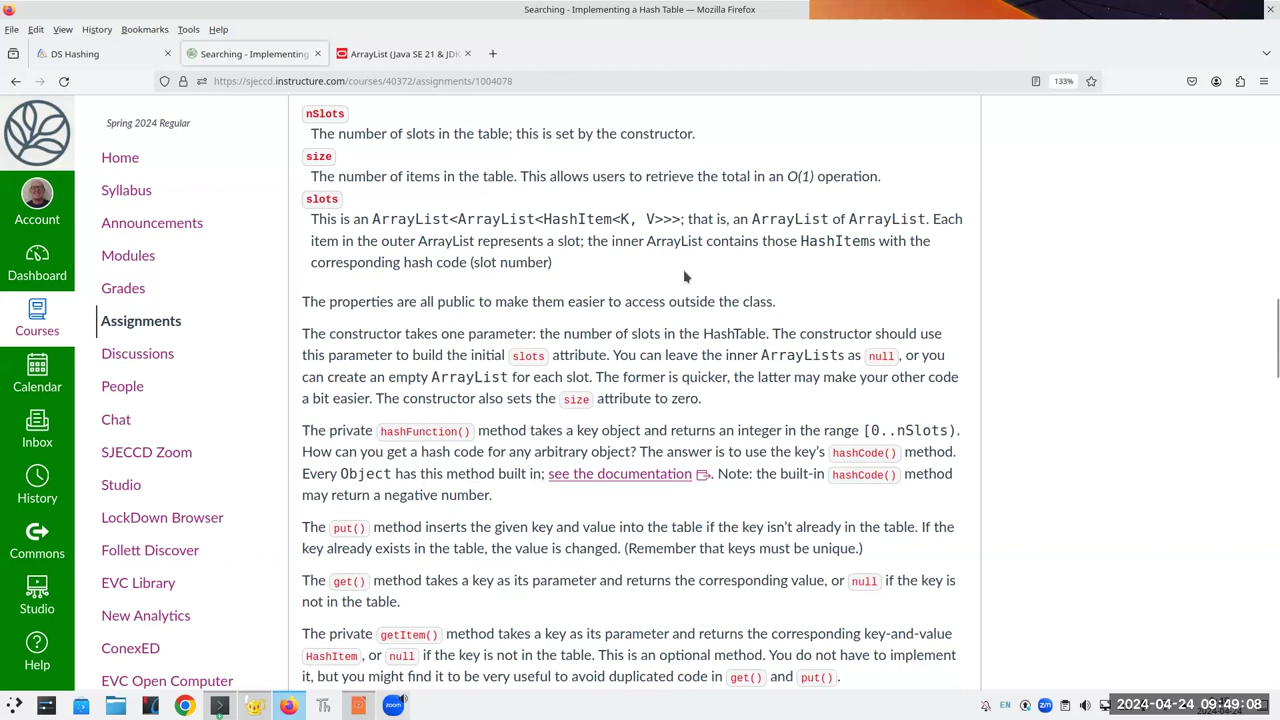 Searching - Implementing a Hash Table — Mozilla Firefox
File Edit View History Bookmarks Tools Help
DS Hashing
Searching - Implementing
ArrayList (Java SE 21 & JDK
https://sjeccd.instructure.com/courses/40372/assignments/1004078
133%
Account
Dashboard
Courses
Calendar
Inbox
History
Commons
Studio
Help
Spring 2024 Regular
Home
Syllabus
Announcements
Modules
Grades
Assignments
Discussions
People
Chat
SJECCD Zoom
Studio
LockDown Browser
Follett Discover
EVC Library
New Analytics
ConexED
EVC Open Computer
nSlots
The number of slots in the table; this is set by the constructor.
size
The number of items in the table. This allows users to retrieve the total in an O(1) operation.
slots
This is an ArrayList<ArrayList<HashItem<K, V>>>; that is, an ArrayList of ArrayList. Each
item in the outer ArrayList represents a slot; the inner ArrayList contains those HashItems with the
corresponding hash code (slot number)
The properties are all public to make them easier to access outside the class.
The constructor takes one parameter: the number of slots in the HashTable. The constructor should use
this parameter to build the initial slots attribute. You can leave the inner ArrayLists as null, or you
can create an empty ArrayList for each slot. The former is quicker, the latter may make your other code
a bit easier. The constructor also sets the size attribute to zero.
The private hashFunction() method takes a key object and returns an integer in the range [0..nSlots).
How can you get a hash code for any arbitrary object? The answer is to use the key's hashCode() method.
Every Object has this method built in; see the documentation. Note: the built-in hashCode() method
may return a negative number.
The put() method inserts the given key and value into the table if the key isn't already in the table. If the
key already exists in the table, the value is changed. (Remember that keys must be unique.)
The get() method takes a key as its parameter and returns the corresponding value, or null if the key is
not in the table.
The private getItem() method takes a key as its parameter and returns the corresponding key-and-value
HashItem, or null if the key is not in the table. This is an optional method. You do not have to implement
it, but you might find it to be very useful to avoid duplicated code in get() and put().
Th
zoom
EN
zm
2024-04-24 09:49:08